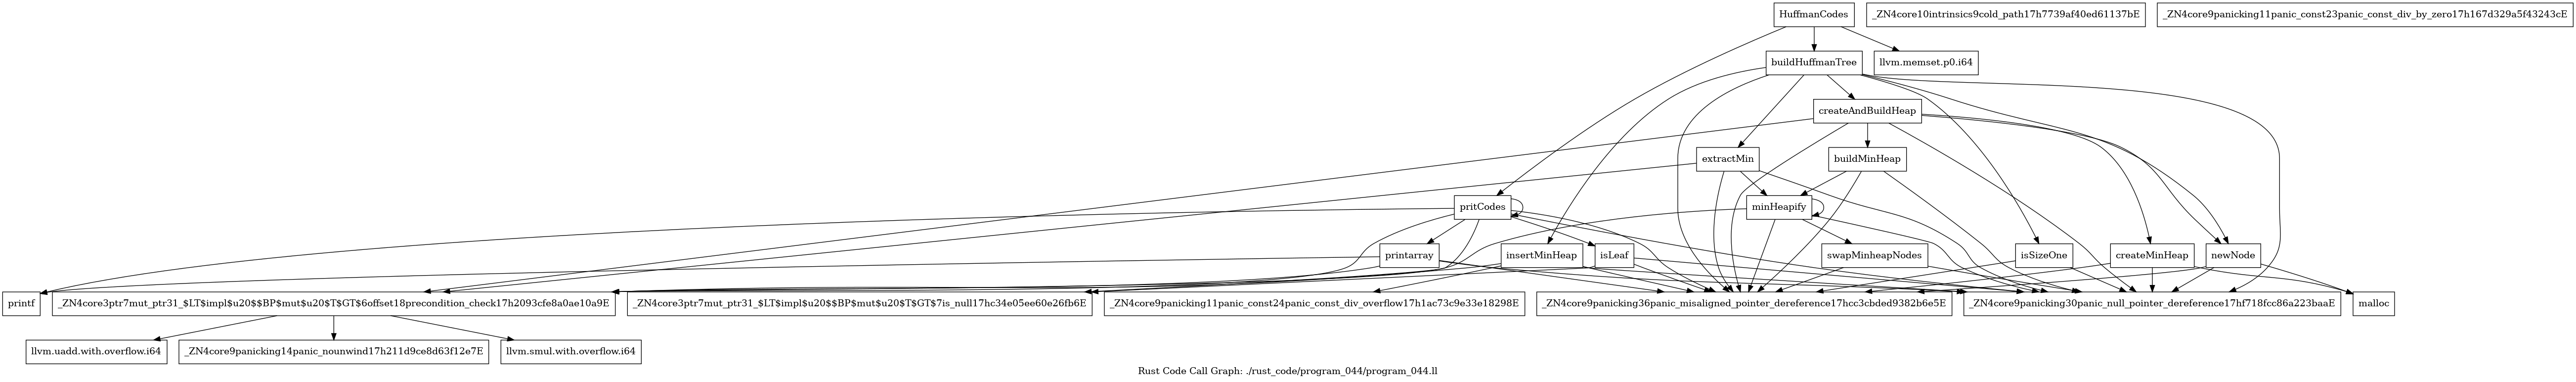 HuffmanCodes
_ZN4core10intrinsics9cold_path17h7739af40ed61137bE
_ZN4core9panicking11panic_const23panic_const_div_by_zero17h167d329a5f43243cE
buildHuffmanTree
llvm.memset.p0.i64
createAndBuildHeap
extractMin
buildMinHeap
pritCodes
minHeapify
printarray
insertMinHeap
isLeaf
swapMinheapNodes
isSizeOne
createMinHeap
newNode
printf
_ZN4core3ptr7mut_ptr31_$LT$impl$u20$$BP$mut$u20$T$GT$6offset18precondition_check17h2093cfe8a0ae10a9E
_ZN4core3ptr7mut_ptr31_$LT$impl$u20$$BP$mut$u20$T$GT$7is_null17hc34e05ee60e26fb6E
_ZN4core9panicking11panic_const24panic_const_div_overflow17h1ac73c9e33e18298E
_ZN4core9panicking36panic_misaligned_pointer_dereference17hcc3cbded9382b6e5E
_ZN4core9panicking30panic_null_pointer_dereference17hf718fcc86a223baaE
malloc
llvm.uadd.with.overflow.i64
_ZN4core9panicking14panic_nounwind17h211d9ce8d63f12e7E
llvm.smul.with.overflow.i64
Rust Code Call Graph: ./rust_code/program_044/program_044.ll